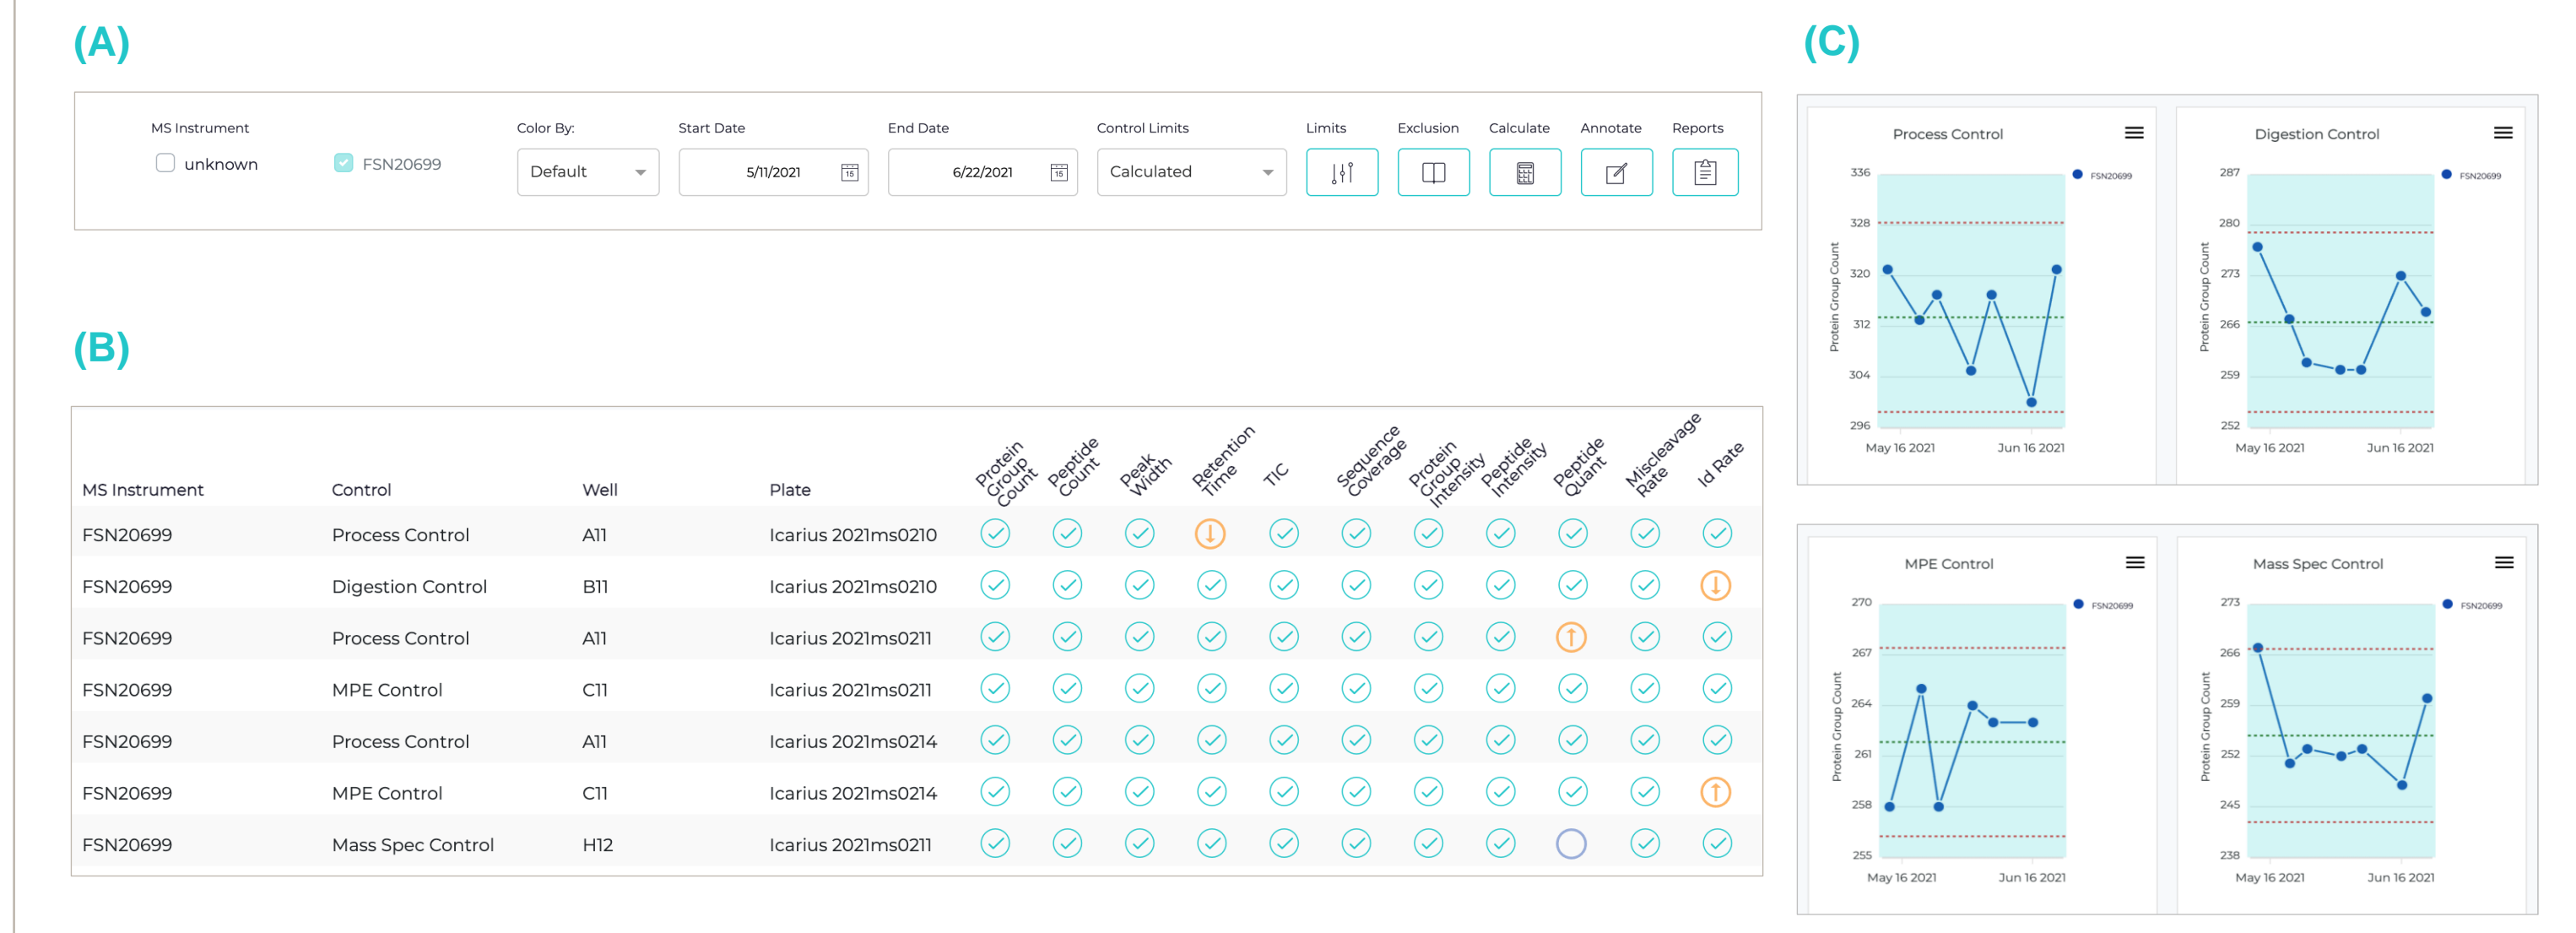 (A)
MS Instrument
unknown
FSN20699
Color By:
Default
Start Date
5/11/2021
15
End Date
6/22/2021
15
Control Limits
Calculated
Limits
Exclusion
Calculate
Annotate
Reports
(B)
MS Instrument Control Well Plate
Protein
Group
Count
Peptide
Count
Peak
Width
Retention
Time
TIC
Sequence
Coverage
Protein
Group
Intensity
Peptide
Intensity
Peptide
Quant
Miscleavage
Rate
Id Rate
FSN20699 Process Control A11 Icarius 2021ms0210
FSN20699 Digestion Control B11 Icarius 2021ms0210
FSN20699 Process Control A11 Icarius 2021ms0211
FSN20699 MPE Control C11 Icarius 2021ms0211
FSN20699 Process Control A11 Icarius 2021ms0214
FSN20699 MPE Control C11 Icarius 2021ms0214
FSN20699 Mass Spec Control H12 Icarius 2021ms0211
(C)
Process Control
FSN20699
Protein Group Count
336
328
320
312
304
296
May 16 2021 Jun 16 2021
Digestion Control
FSN20699
Protein Group Count
287
280
273
266
259
252
May 16 2021 Jun 16 2021
MPE Control
FSN20699
Protein Group Count
270
267
264
261
258
255
May 16 2021 Jun 16 2021
Mass Spec Control
FSN20699
Protein Group Count
273
266
259
252
245
238
May 16 2021 Jun 16 2021